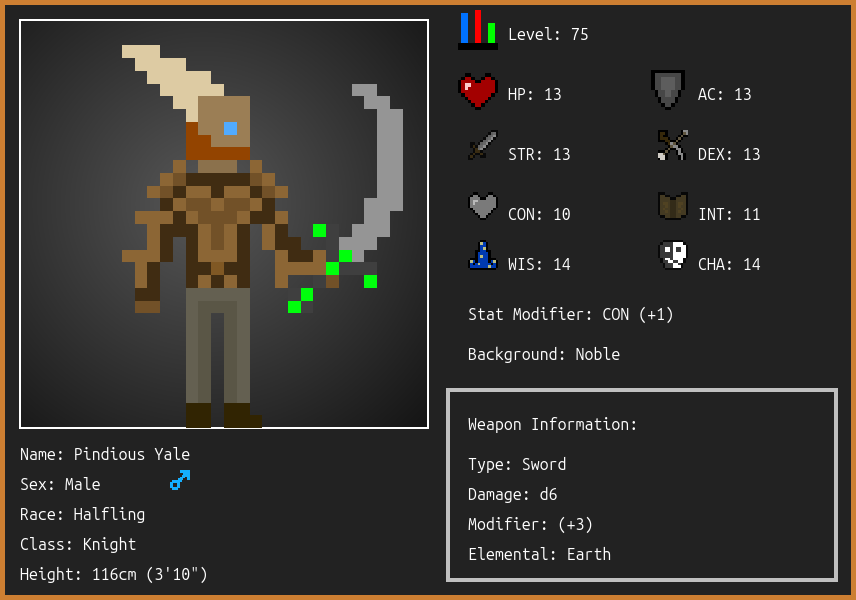 Level: 75
HP: 13
AC: 13
STR: 13
DEX: 13
CON: 10
INT: 11
WIS: 14
CHA: 14
Stat Modifier: CON (+1)
Background: Noble
Weapon Information:
Type: Sword
Damage: d6
Modifier: (+3)
Elemental: Earth
Name: Pindious Yale
Sex: Male
Race: Halfling
Class: Knight
Height: 116cm (3'10")